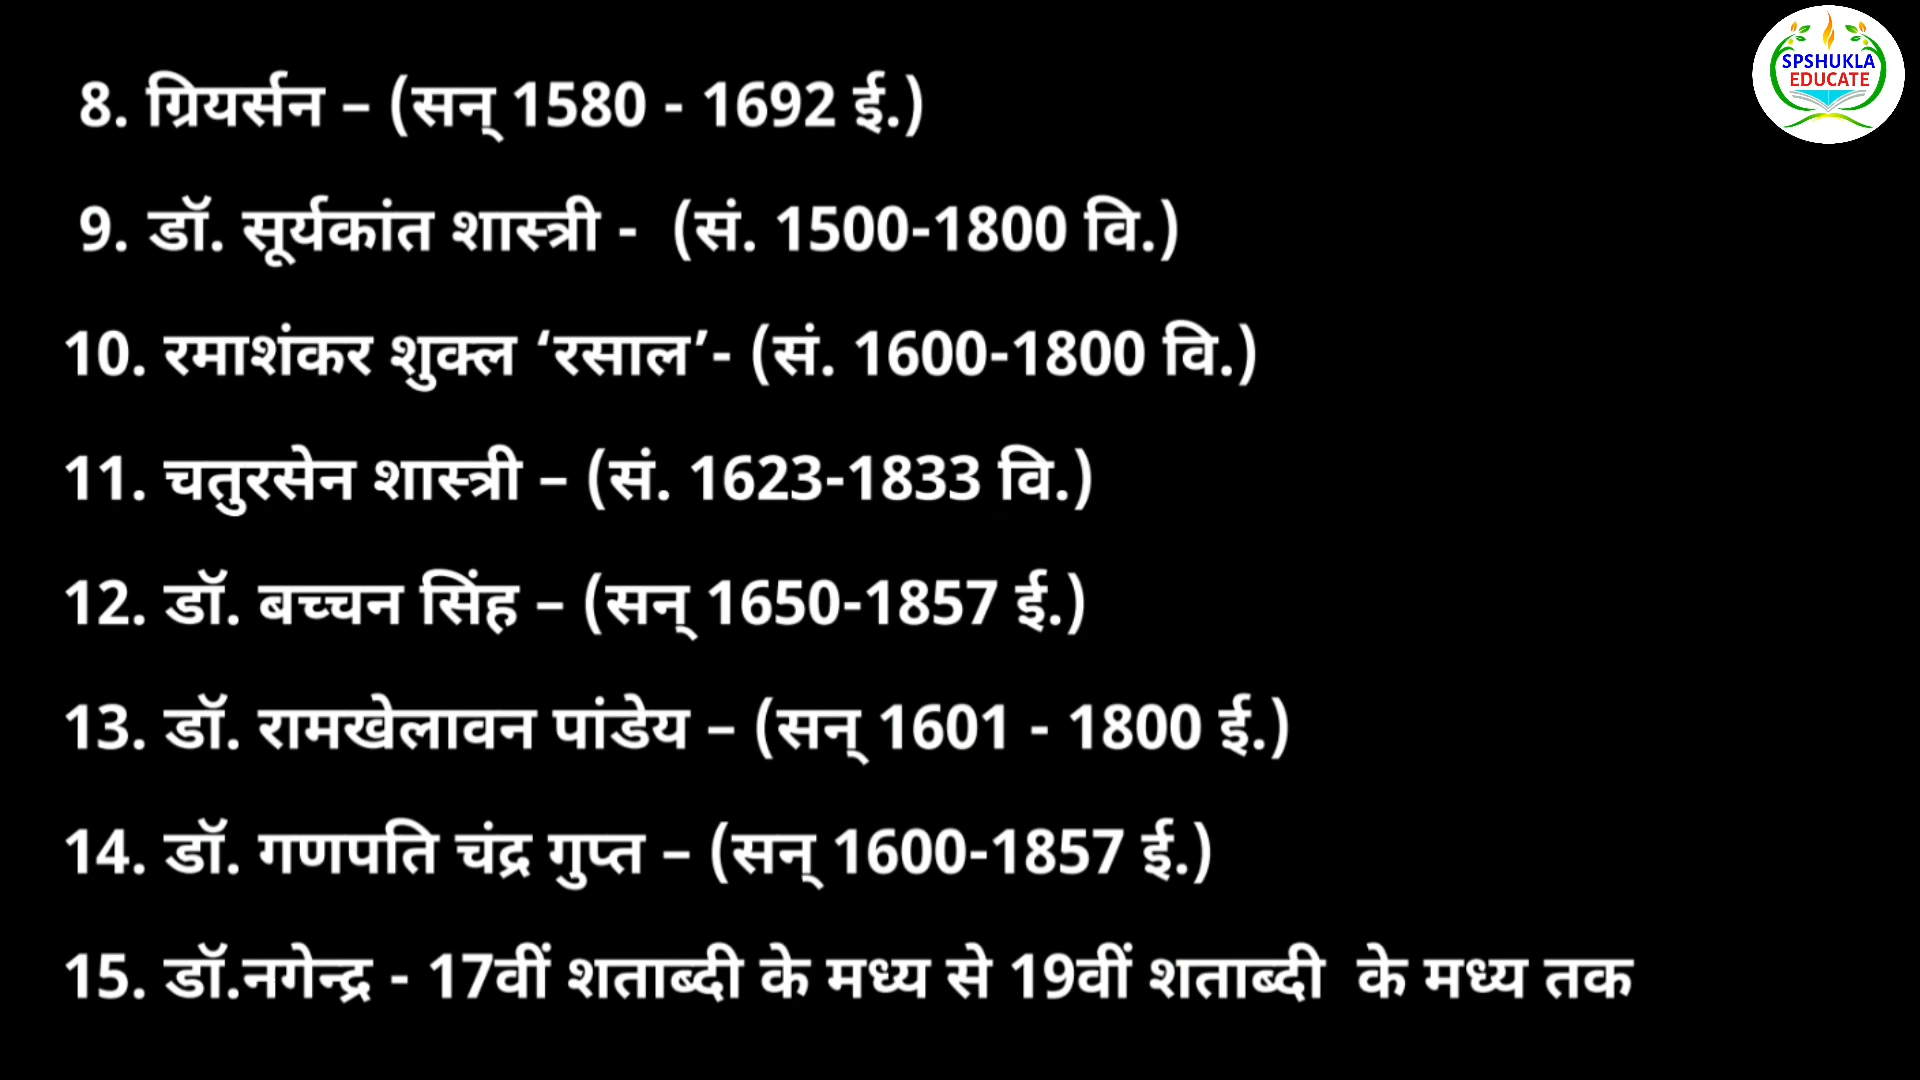 SPSHUKLA
EDUCATE
8. ग्रियर्सन – (सन् 1580 - 1692 ई.)
9. डॉ. सूर्यकांत शास्त्री - (सं. 1500-1800 वि.)
10. रमाशंकर शुक्ल ‘रसाल’- (सं. 1600-1800 वि.)
11. चतुरसेन शास्त्री – (सं. 1623-1833 वि.)
12. डॉ. बच्चन सिंह – (सन् 1650-1857 ई.)
13. डॉ. रामखेलावन पांडेय – (सन् 1601 - 1800 ई.)
14. डॉ. गणपति चंद्र गुप्त – (सन् 1600-1857 ई.)
15. डॉ.नगेन्द्र - 17वीं शताब्दी के मध्य से 19वीं शताब्दी के मध्य तक